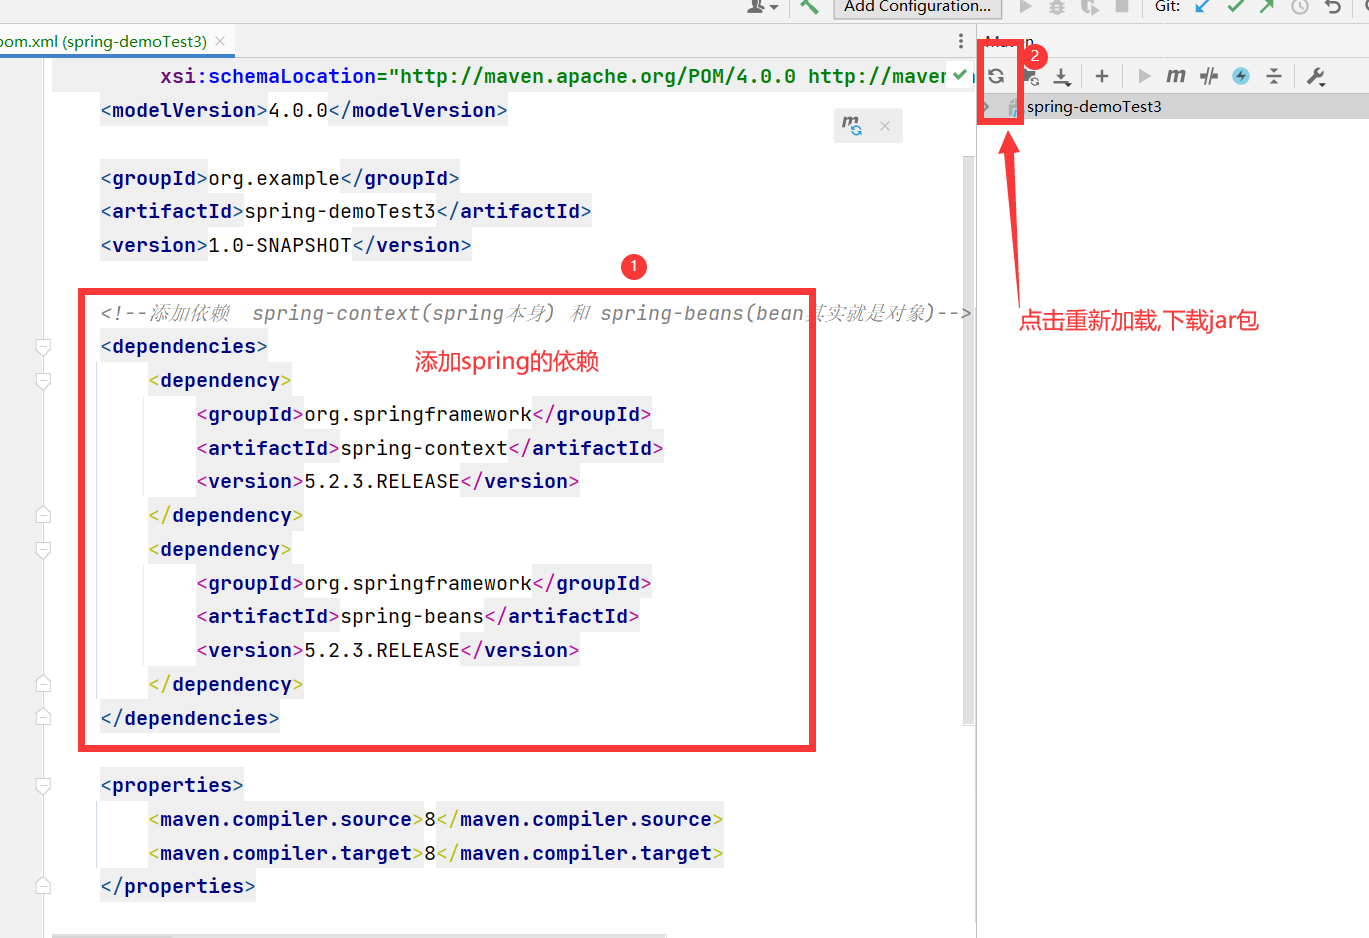 Add Configuration...
Git:
pom.xml (spring-demoTest3)
Maven
2
xsi:schemaLocation="http://maven.apache.org/POM/4.0.0 http://maven
<modelVersion>4.0.0</modelVersion>
spring-demoTest3
<groupId>org.example</groupId>
<artifactId>spring-demoTest3</artifactId>
<version>1.0-SNAPSHOT</version>
1
<!--添加依赖 spring-context(spring本身) 和 spring-beans(bean其实就是对象)-->
点击重新加载,下载jar包
<dependencies>
添加spring的依赖
<dependency>
<groupId>org.springframework</groupId>
<artifactId>spring-context</artifactId>
<version>5.2.3.RELEASE</version>
</dependency>
<dependency>
<groupId>org.springframework</groupId>
<artifactId>spring-beans</artifactId>
<version>5.2.3.RELEASE</version>
</dependency>
</dependencies>
<properties>
<maven.compiler.source>8</maven.compiler.source>
<maven.compiler.target>8</maven.compiler.target>
</properties>